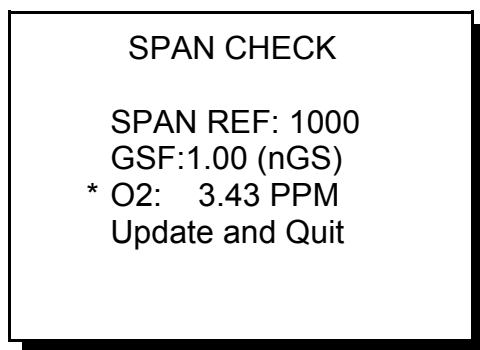 SPAN CHECK
SPAN REF: 1000
GSF:1.00 (nGS)
* O2: 3.43 PPM
Update and Quit